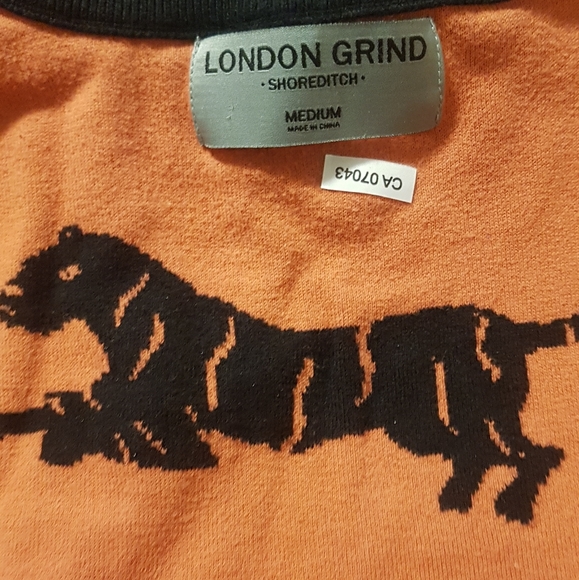 LONDON GRIND
· SHOREDITCH ·
MEDIUM
MADE IN CHINA
CA 07043